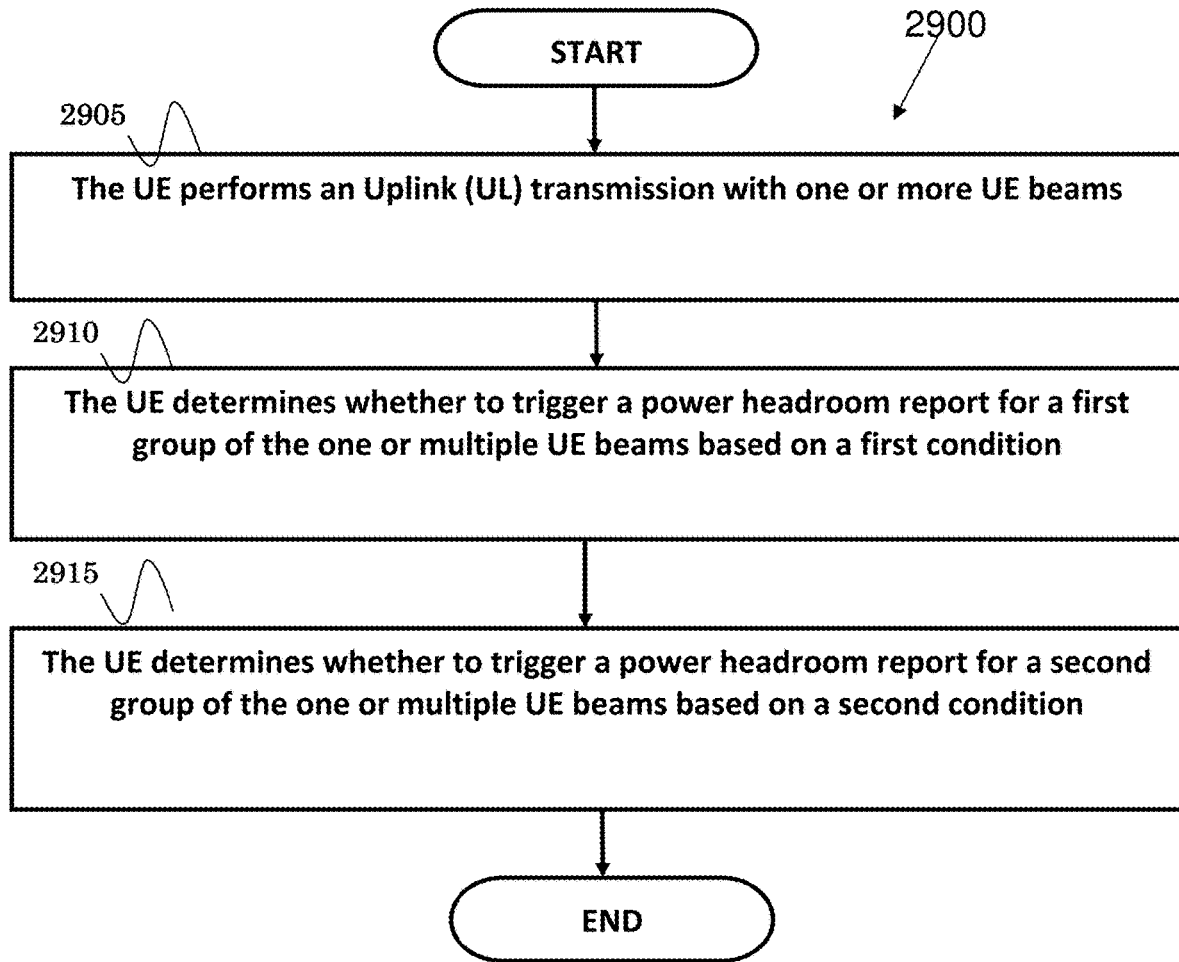 START
2900
2905
The UE performs an Uplink (UL) transmission with one or more UE beams
2910
The UE determines whether to trigger a power headroom report for a first
group of the one or multiple UE beams based on a first condition
2915
The UE determines whether to trigger a power headroom report for a second
group of the one or multiple UE beams based on a second condition
END